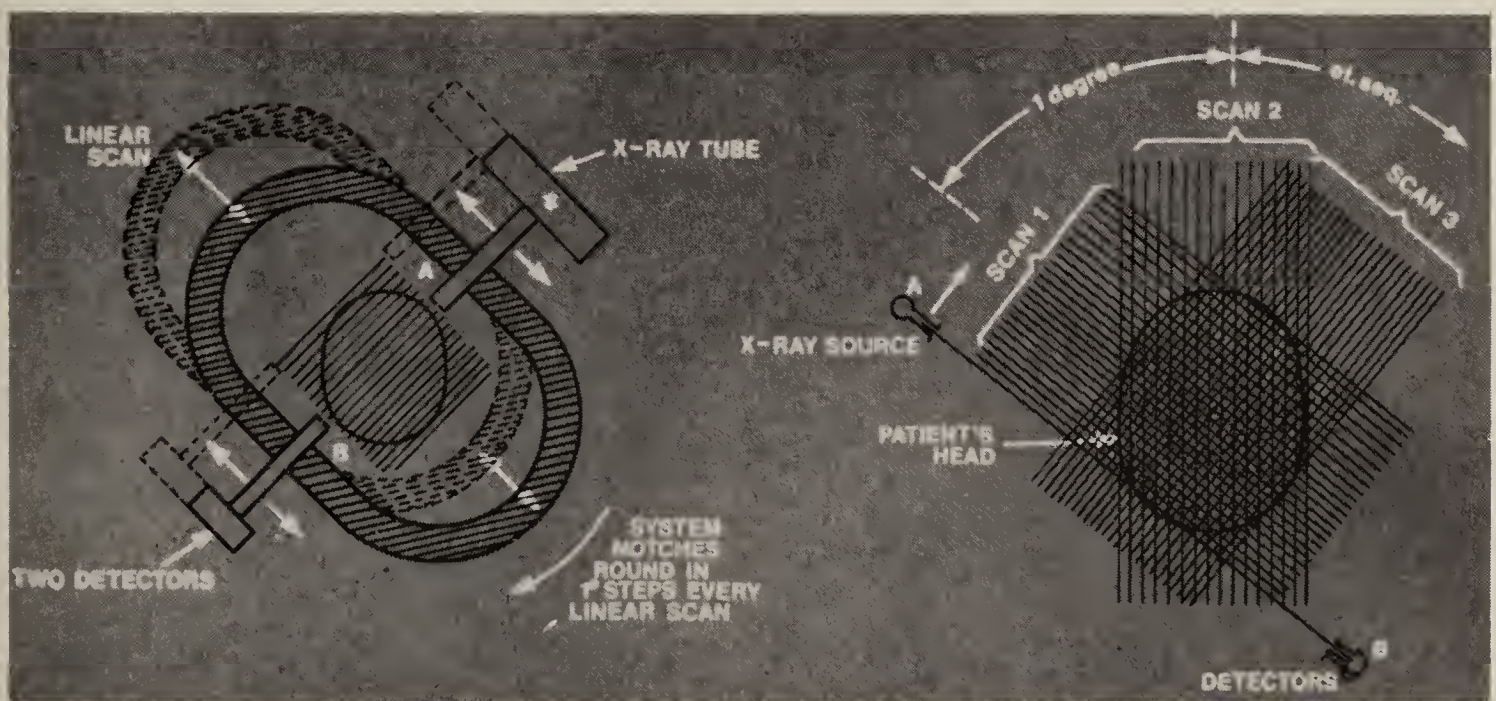 LINEAR
SCAN
X-RAY TUBE
A
B
TWO DETECTORS
SYSTEM
NOTCHES
ROUND IN
1° STEPS EVERY
LINEAR SCAN
1 degree
et. seq.
SCAN 2
SCAN 1
SCAN 3
A
X-RAY SOURCE
PATIENT'S
HEAD
B
DETECTORS